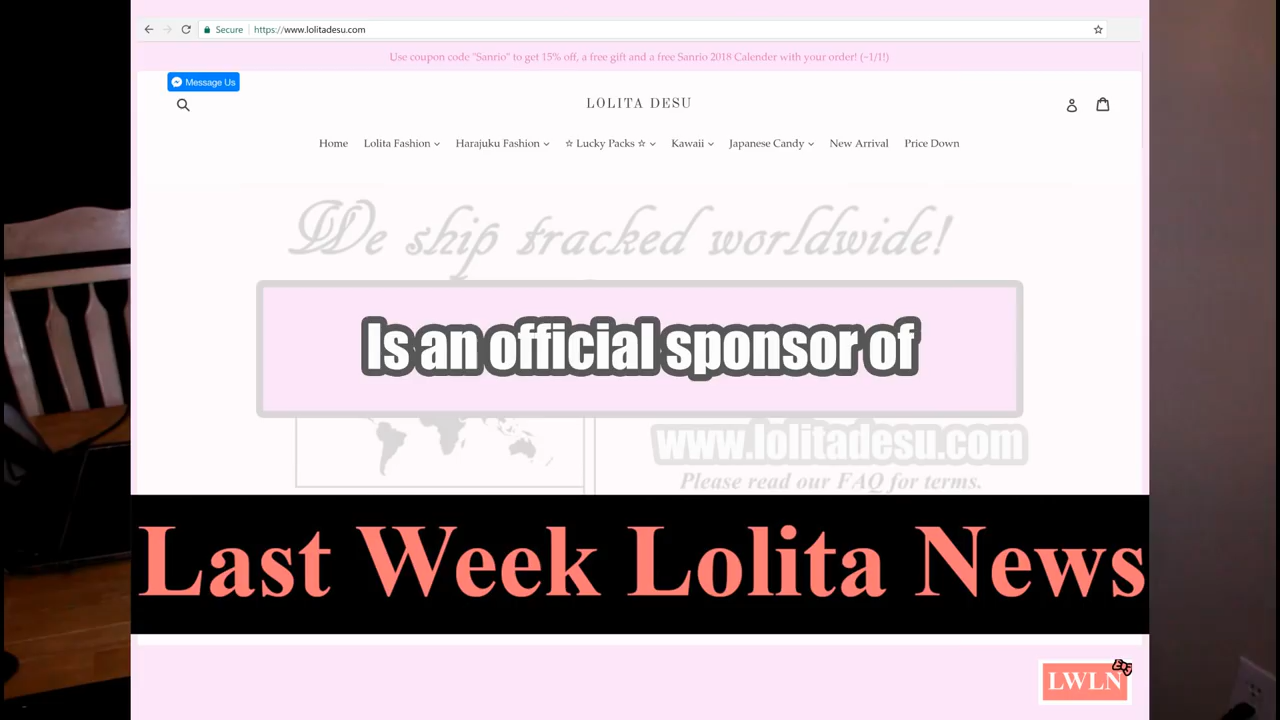 Secure https://www.lolitadesu.com
Use coupon code "Sanrio" to get 15% off, a free gift and a free Sanrio 2018 Calender with your order! (~1/1!)
Message Us
LOLITA DESU
Home Lolita Fashion Harajuku Fashion ☆ Lucky Packs ☆ Kawaii Japanese Candy New Arrival Price Down
We ship tracked worldwide!
Is an official sponsor of
www.lolitadesu.com
Please read our FAQ for terms.
Last Week Lolita News
LWLN